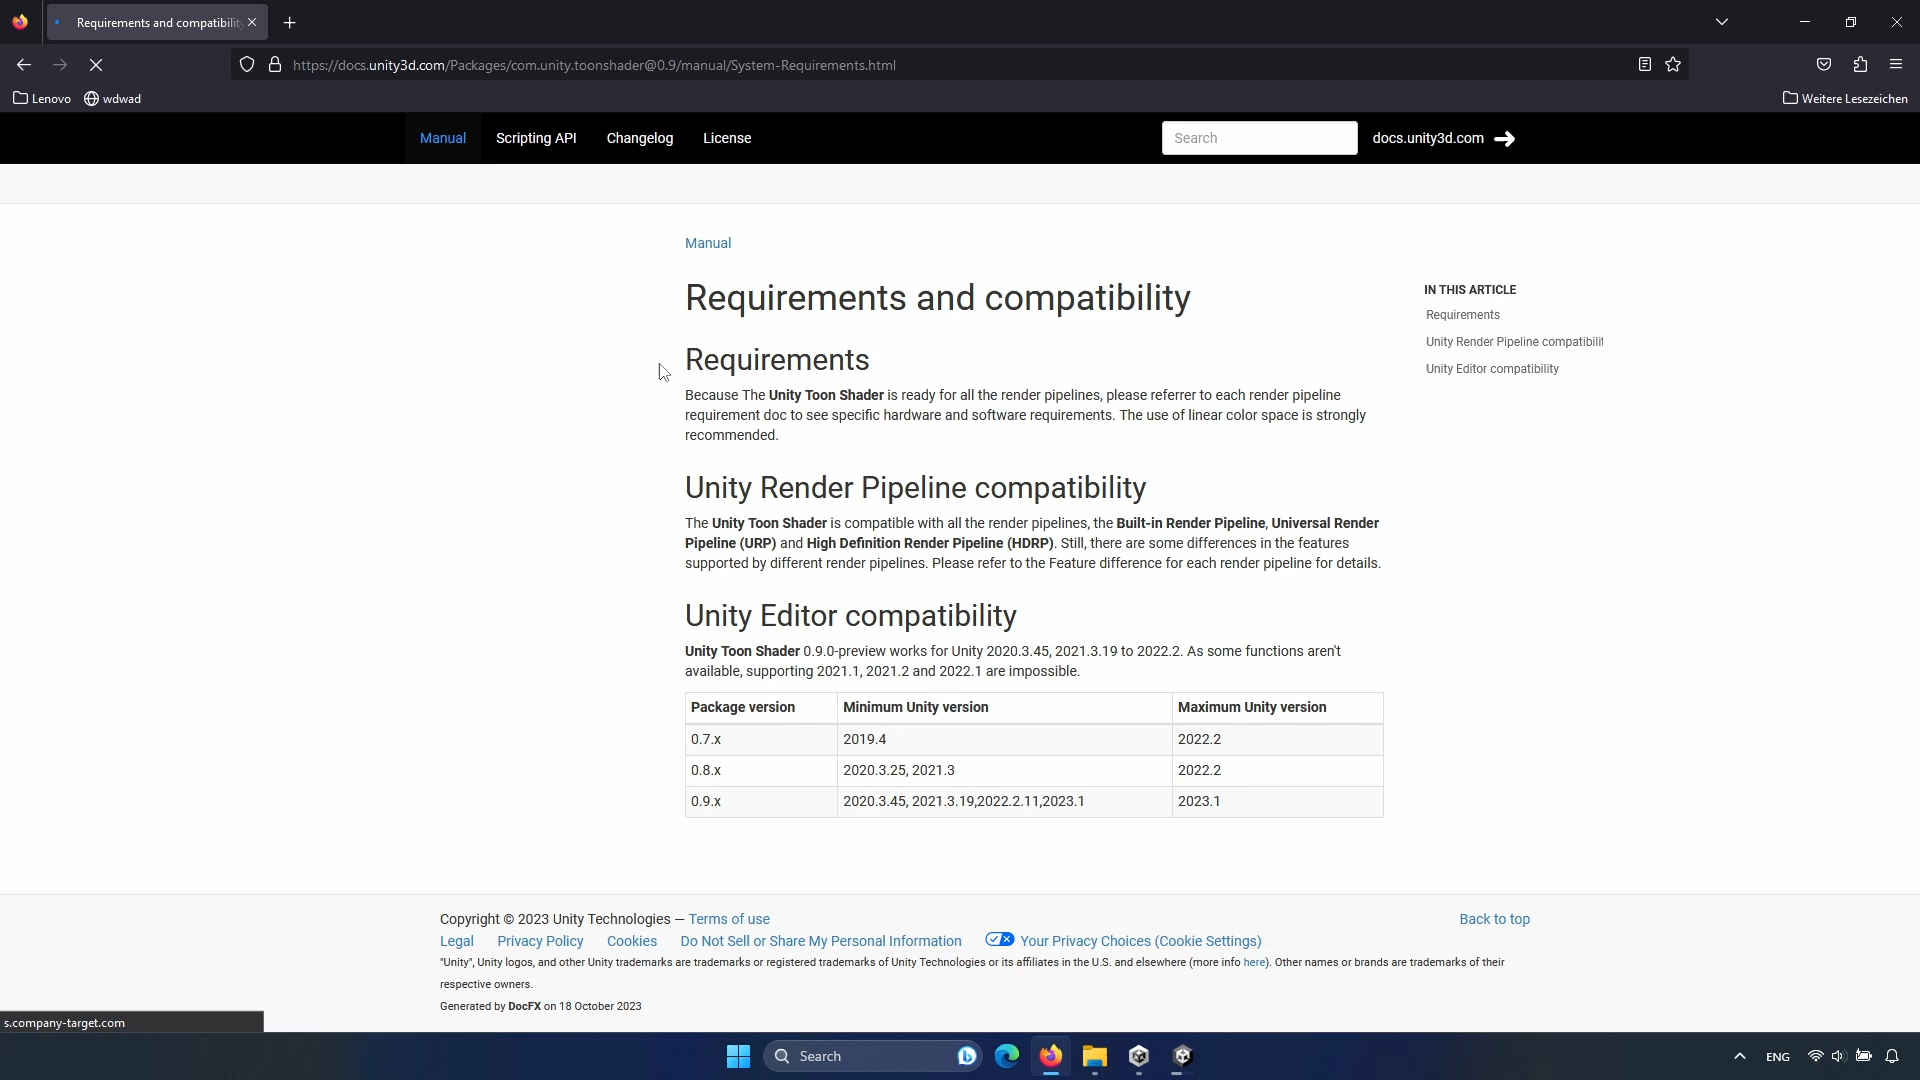 Requirements and compatibility
https://docs.unity3d.com/Packages/com.unity.toonshader@0.9/manual/System-Requirements.html
Lenovo wdwad Weitere Lesezeichen
Manual Scripting API Changelog License Search docs.unity3d.com
Manual
Requirements and compatibility
IN THIS ARTICLE
Requirements
Unity Render Pipeline compatibilit
Unity Editor compatibility
Requirements
Because The Unity Toon Shader is ready for all the render pipelines, please referrer to each render pipeline
requirement doc to see specific hardware and software requirements. The use of linear color space is strongly
recommended.
Unity Render Pipeline compatibility
The Unity Toon Shader is compatible with all the render pipelines, the Built-in Render Pipeline, Universal Render
Pipeline (URP) and High Definition Render Pipeline (HDRP). Still, there are some differences in the features
supported by different render pipelines. Please refer to the Feature difference for each render pipeline for details.
Unity Editor compatibility
Unity Toon Shader 0.9.0-preview works for Unity 2020.3.45, 2021.3.19 to 2022.2. As some functions aren't
available, supporting 2021.1, 2021.2 and 2022.1 are impossible.
Package version Minimum Unity version Maximum Unity version
0.7.x 2019.4 2022.2
0.8.x 2020.3.25, 2021.3 2022.2
0.9.x 2020.3.45, 2021.3.19,2022.2.11,2023.1 2023.1
Copyright © 2023 Unity Technologies — Terms of use Back to top
Legal Privacy Policy Cookies Do Not Sell or Share My Personal Information Your Privacy Choices (Cookie Settings)
"Unity", Unity logos, and other Unity trademarks are trademarks or registered trademarks of Unity Technologies or its affiliates in the U.S. and elsewhere (more info here). Other names or brands are trademarks of their
respective owners.
Generated by DocFX on 18 October 2023
s.company-target.com
Search ENG